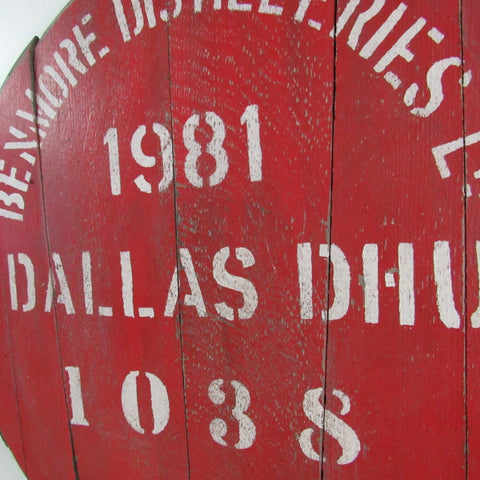 BENMORE DISTILLERIES L
1981
DALLAS DHU
1038